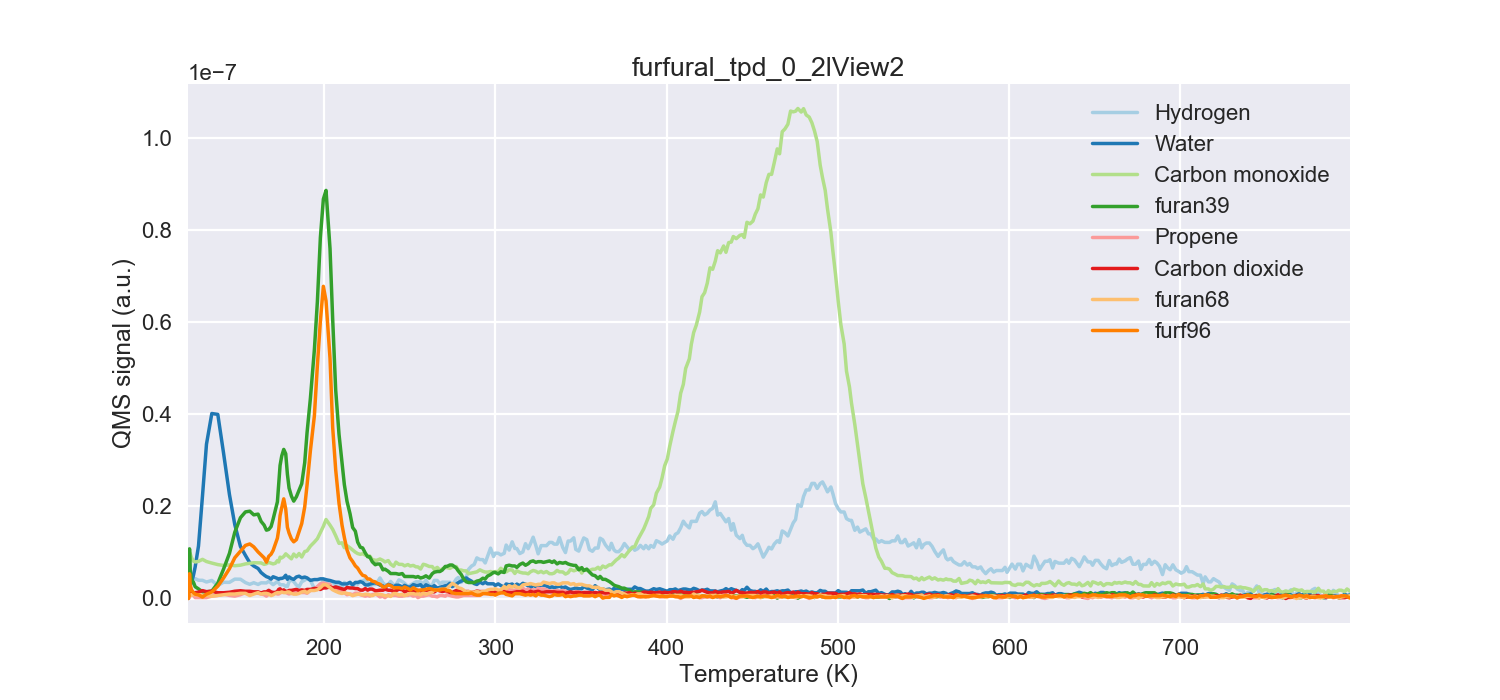 furfural_tpd_0_2lView2
1e−7
1.0
0.8
0.6
0.4
0.2
0.0
QMS signal (a.u.)
Hydrogen
Water
Carbon monoxide
furan39
Propene
Carbon dioxide
furan68
furf96
200 300 400 500 600 700
Temperature (K)